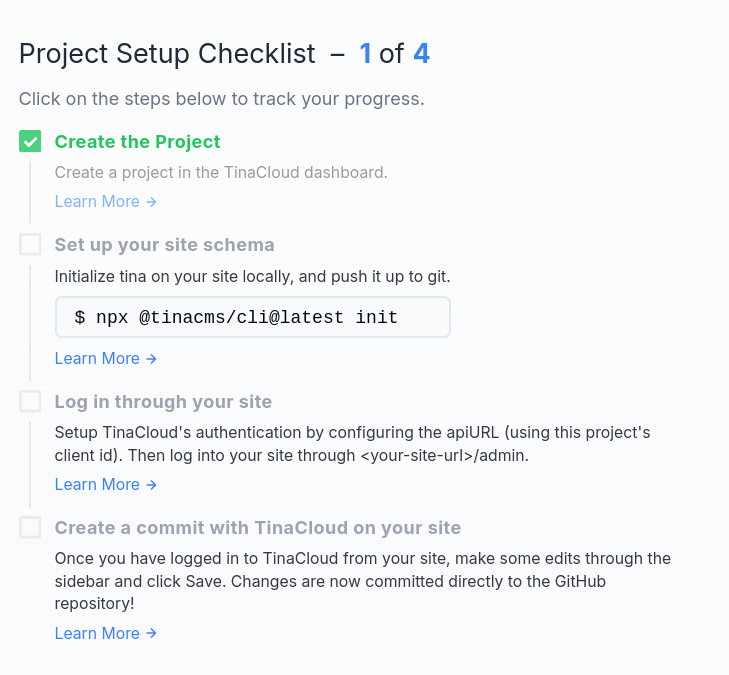 Project Setup Checklist – 1 of 4
Click on the steps below to track your progress.
Create the Project
Create a project in the TinaCloud dashboard.
Learn More →
Set up your site schema
Initialize tina on your site locally, and push it up to git.
$ npx @tinacms/cli@latest init
Learn More →
Log in through your site
Setup TinaCloud's authentication by configuring the apiURL (using this project's
client id). Then log into your site through <your-site-url>/admin.
Learn More →
Create a commit with TinaCloud on your site
Once you have logged in to TinaCloud from your site, make some edits through the
sidebar and click Save. Changes are now committed directly to the GitHub
repository!
Learn More →